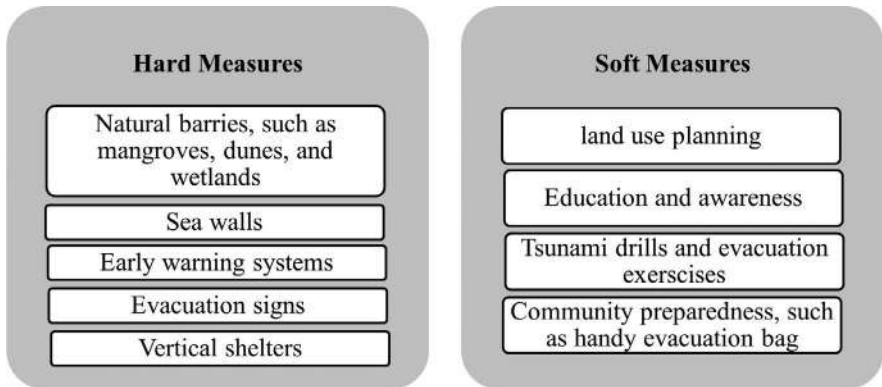 Hard Measures
Natural barries, such as
mangroves, dunes, and
wetlands
Sea walls
Early warning systems
Evacuation signs
Vertical shelters
Soft Measures
land use planning
Education and awareness
Tsunami drills and evacuation
exerscises
Community preparedness, such
as handy evacuation bag